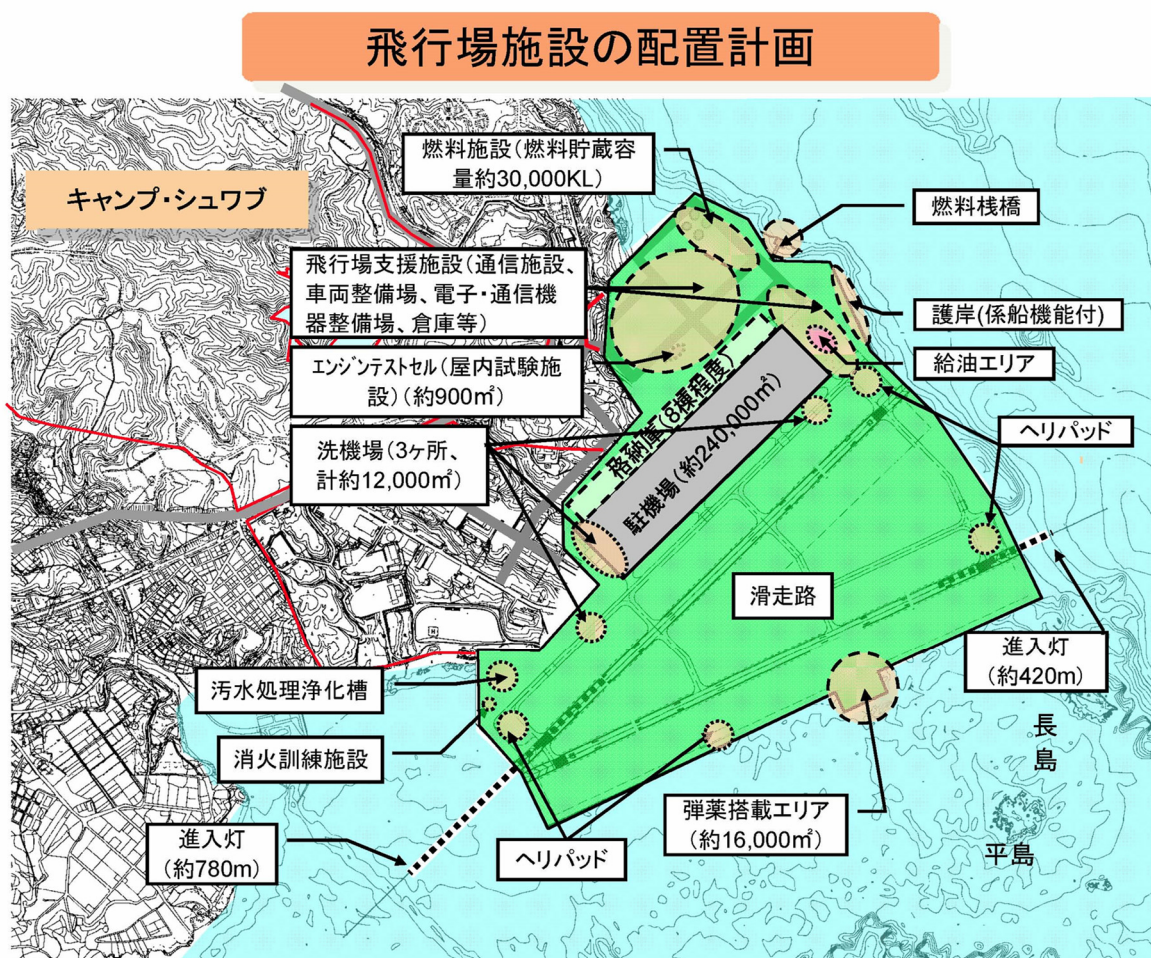 飛行場施設の配置計画
キャンプ・シュワブ
燃料施設(燃料貯蔵容
量約30,000KL)
燃料桟橋
飛行場支援施設(通信施設、
車両整備場、電子・通信機
器整備場、倉庫等)
護岸(係船機能付)
エンジンテストセル(屋内試験施
設)(約900㎡)
給油エリア
格納庫(8棟程度)
駐機場(約240,000㎡)
ヘリパッド
洗機場(3ヶ所、
計約12,000㎡)
滑走路
進入灯
(約420m)
汚水処理浄化槽
長島
消火訓練施設
弾薬搭載エリア
(約16,000㎡)
進入灯
(約780m)
ヘリパッド
平島